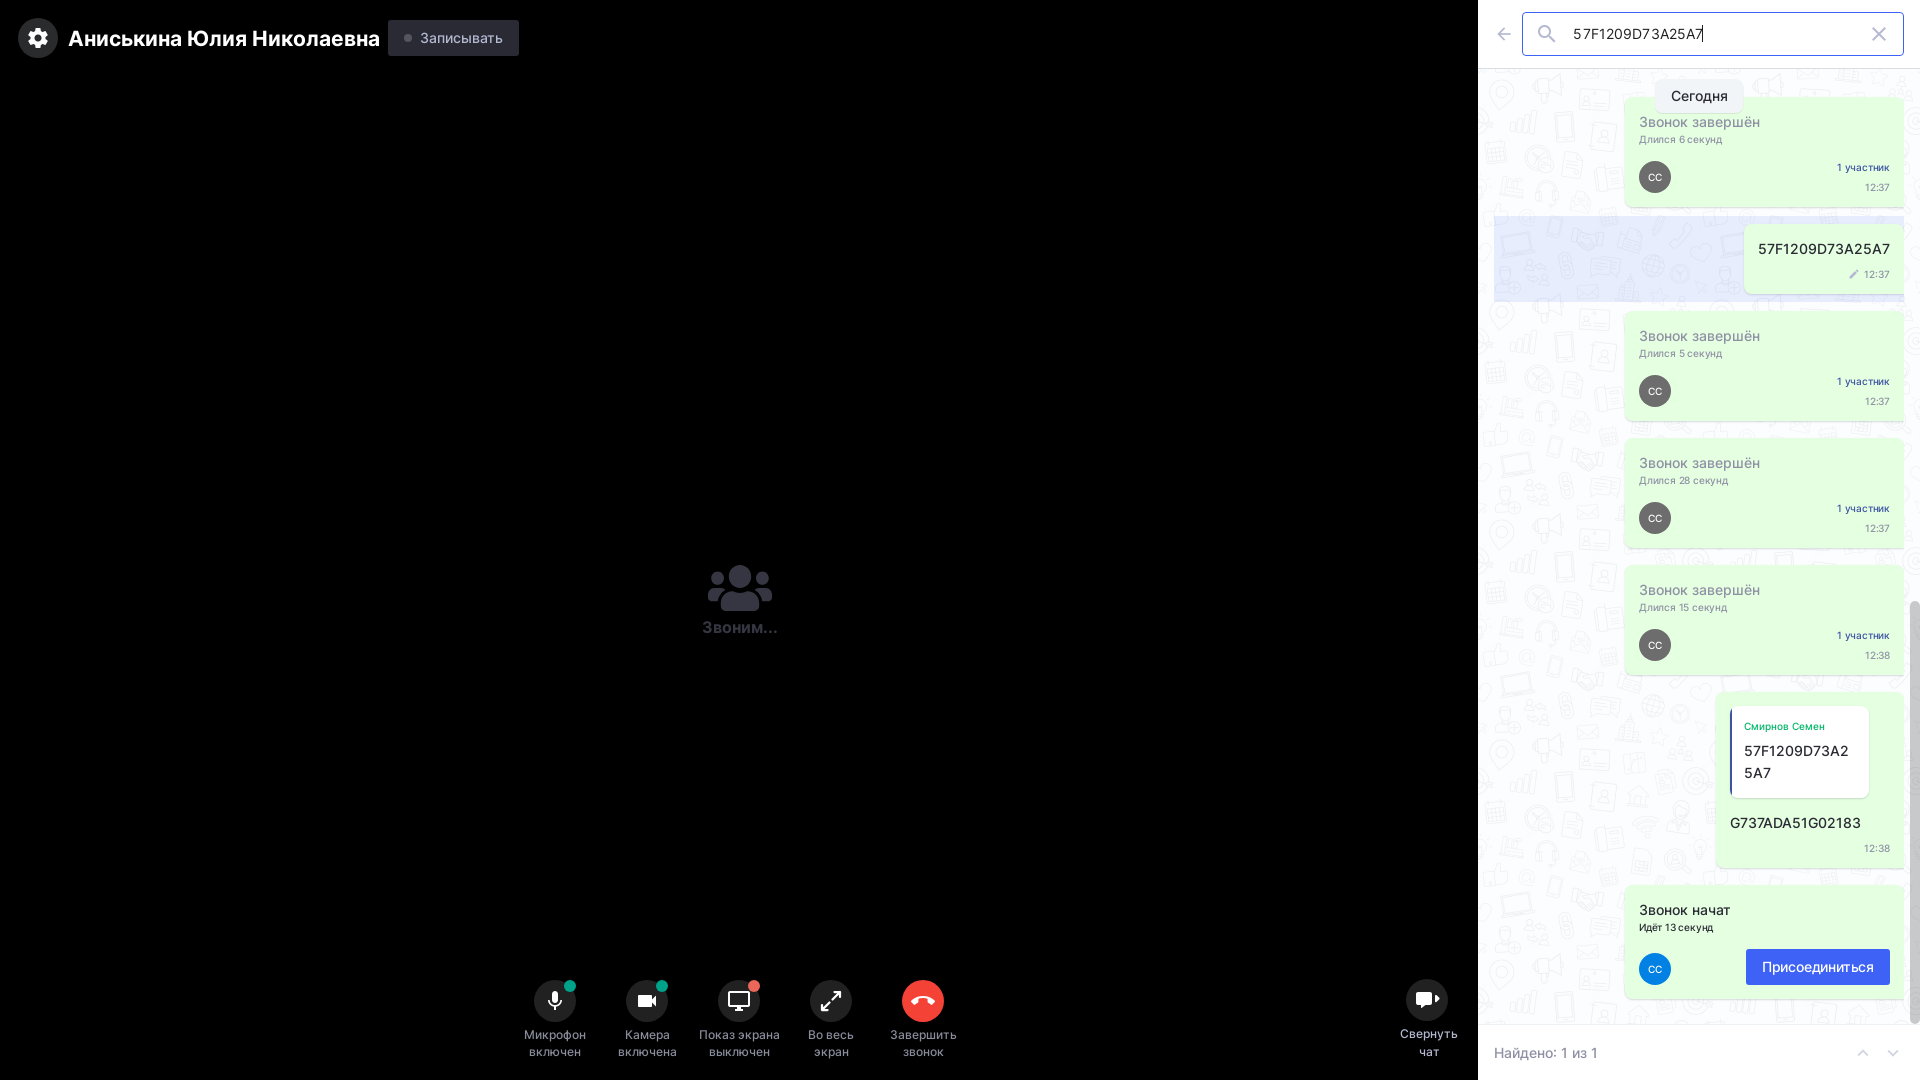 Аниськина Юлия Николаевна
Записывать
Звоним...
Микрофон
включен
Камера
включена
Показ экрана
выключен
Во весь
экран
Завершить
звонок
Свернуть
чат
57F1209D73A25A7
Сегодня
Звонок завершён
Длился 6 секунд
СС
1 участник
12:37
57F1209D73A25A7
12:37
Звонок завершён
Длился 5 секунд
СС
1 участник
12:37
Звонок завершён
Длился 28 секунд
СС
1 участник
12:37
Звонок завершён
Длился 15 секунд
СС
1 участник
12:38
Смирнов Семен
57F1209D73A2
5A7
G737ADA51G02183
12:38
Звонок начат
Идёт 13 секунд
СС
Присоединиться
Найдено: 1 из 1